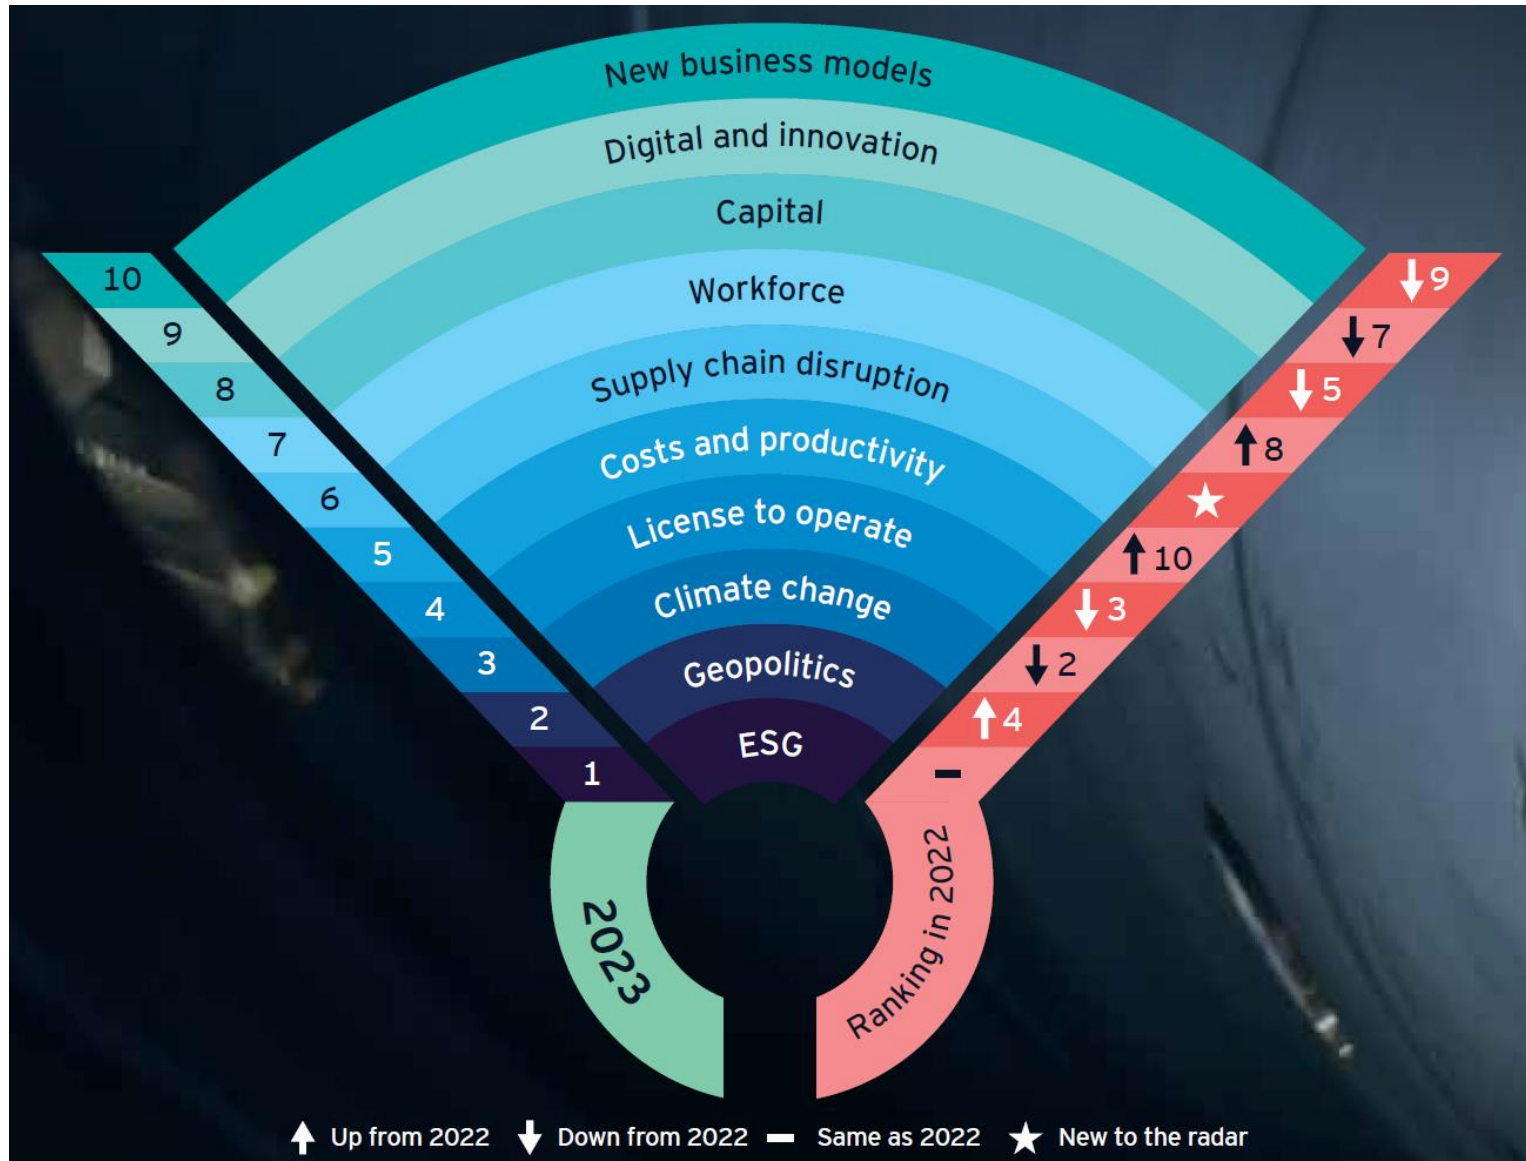 New business models
Digital and innovation
Capital
Workforce
Supply chain disruption
Costs and productivity
License to operate
Climate change
Geopolitics
ESG
10
9
8
7
6
5
4
3
2
1
9
7
5
8
10
3
2
4
2023
Ranking in 2022
Up from 2022
Down from 2022
Same as 2022
New to the radar